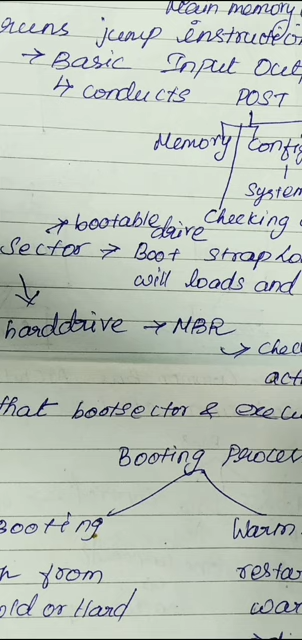 Main memory
runs jump instruction
→ Basic Input Out
↳ conducts POST
Memory Config
System
Checking
→ bootable drive
Sector → Boot strap
will loads and
harddrive → MBR
→ chec
act
that bootsector & execu
Booting Proces
Booting Warm
from restar
old or Hard war